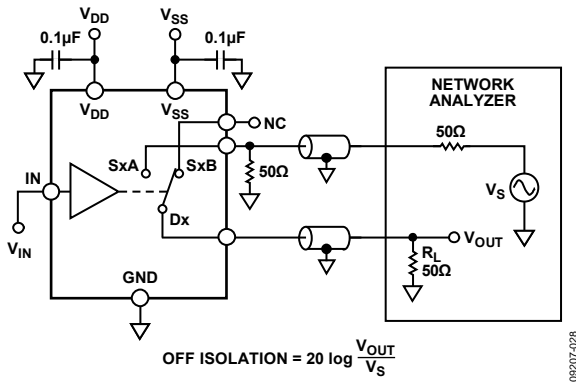 VDD
VSS
0.1µF
0.1µF
VDD
VSS
NC
NETWORK
ANALYZER
50Ω
SxA
SxB
50Ω
VS
IN
Dx
VIN
VOUT
RL
50Ω
GND
OFF ISOLATION = 20 log VOUT/VS
09207-028